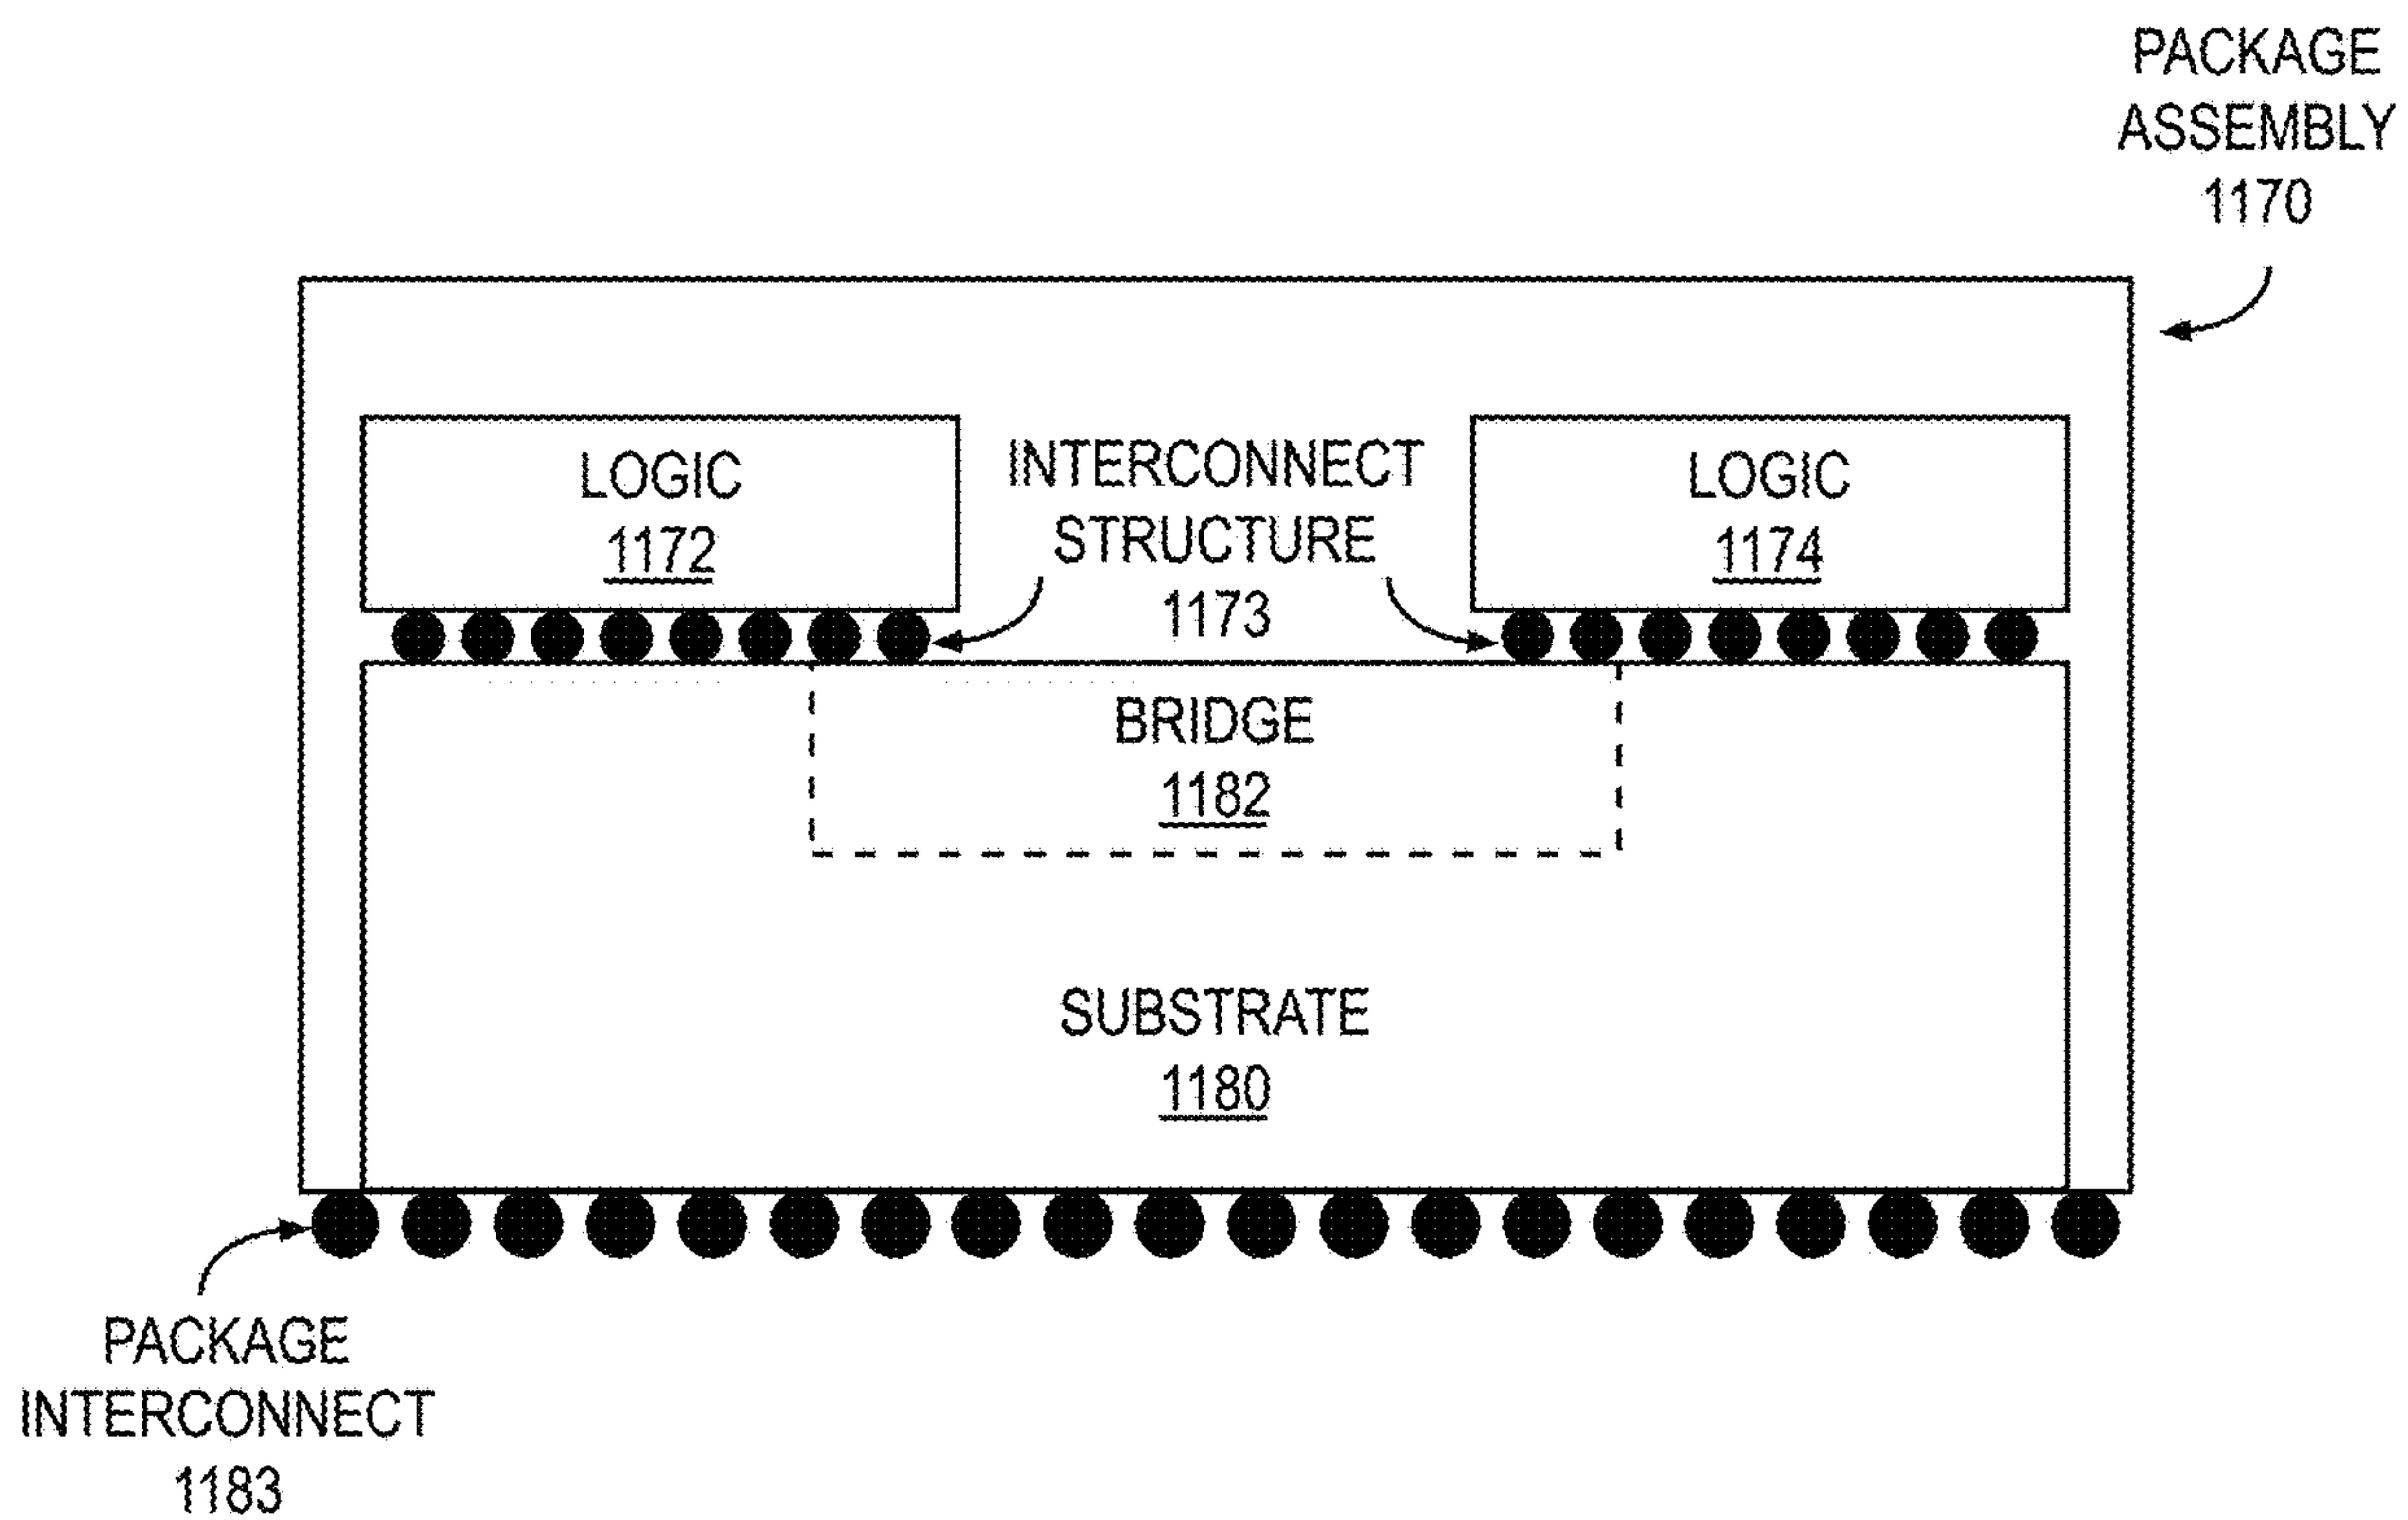 PACKAGE
ASSEMBLY
1170
LOGIC
1172
INTERCONNECT
STRUCTURE
1173
LOGIC
1174
BRIDGE
1182
SUBSTRATE
1180
PACKAGE
INTERCONNECT
1183